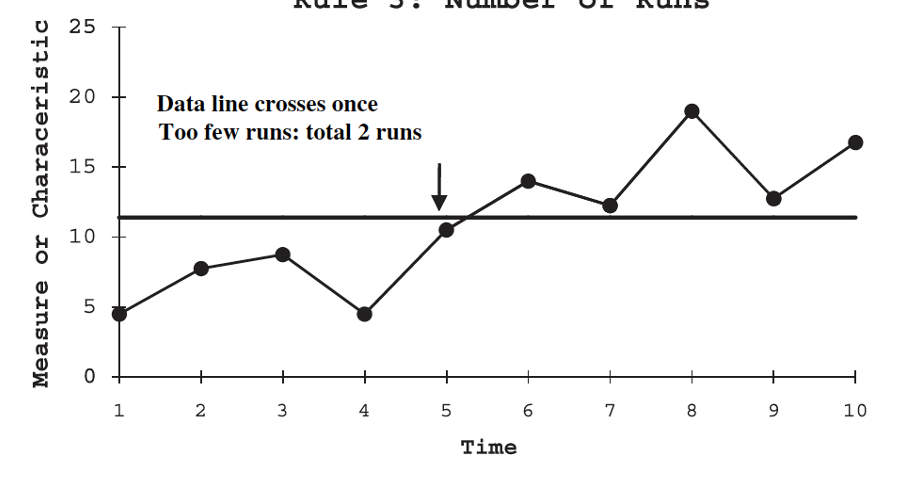 Rule 3: Number of Runs
Measure or Characeristic
25
20
15
10
5
0
Data line crosses once
Too few runs: total 2 runs
1 2 3 4 5 6 7 8 9 10
Time